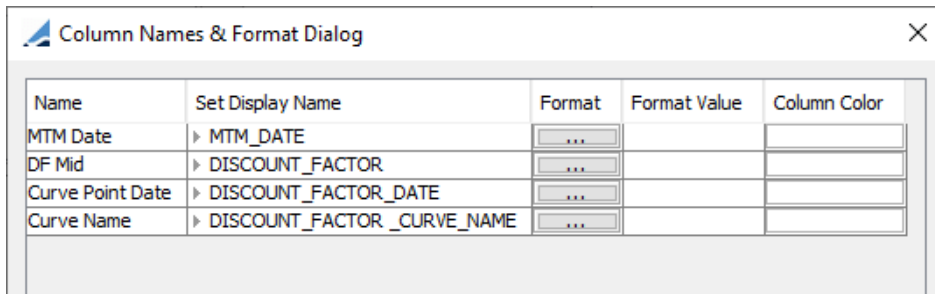 Column Names & Format Dialog
Name Set Display Name Format Format Value Column Color
MTM Date MTM_DATE ...
DF Mid DISCOUNT_FACTOR ...
Curve Point Date DISCOUNT_FACTOR_DATE ...
Curve Name DISCOUNT_FACTOR _CURVE_NAME ...